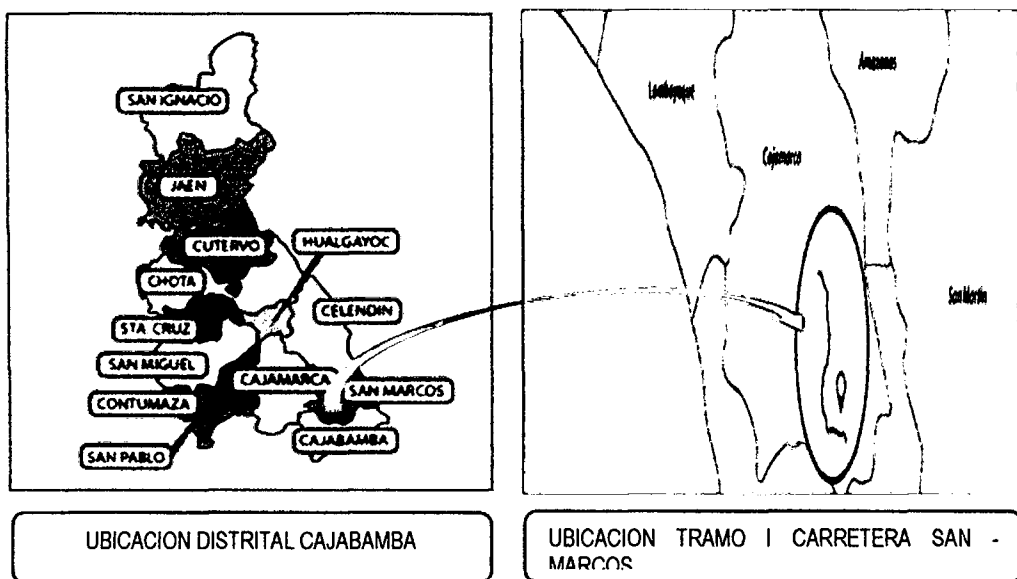 SAN IGNACIO
JAEN
CUTERVO
HUALGAYOC
CHOTA
CELENDIN
STA CRUZ
SAN MIGUEL
CAJAMARCA
SAN MARCOS
CONTUMAZA
CAJABAMBA
SAN PABLO
UBICACION DISTRITAL CAJABAMBA
Lambayeque
Amazonas
Cajamarca
San Martin
UBICACION TRAMO I CARRETERA SAN -
MARCOS